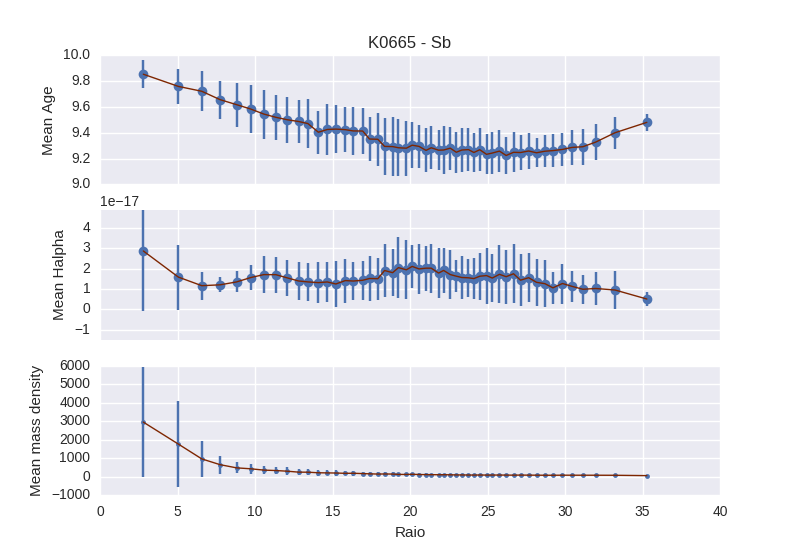 K0665 - Sb
10.0
9.8
9.6
9.4
9.2
9.0
Mean Age
1e−17
4
3
2
1
0
−1
Mean Halpha
6000
5000
4000
3000
2000
1000
0
−1000
Mean mass density
0 5 10 15 20 25 30 35 40
Raio